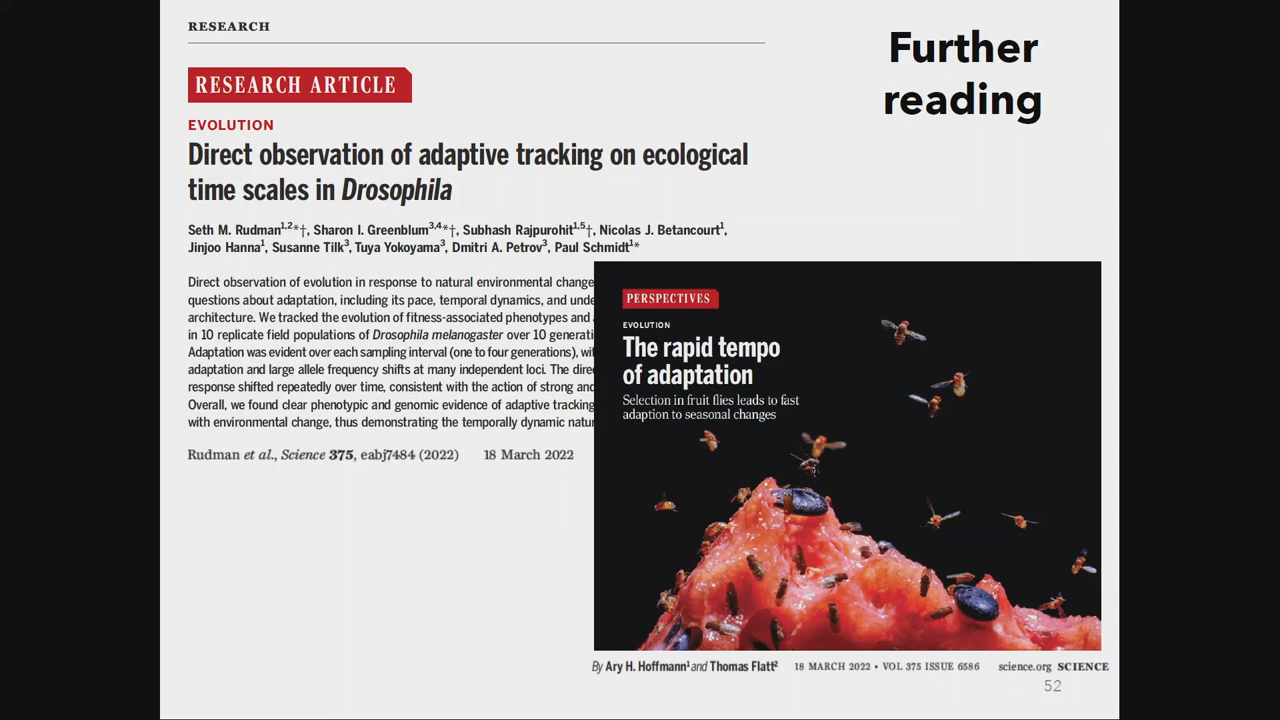 RESEARCH
Further
reading
RESEARCH ARTICLE
EVOLUTION
Direct observation of adaptive tracking on ecological
time scales in Drosophila
Seth M. Rudman1,2*†, Sharon I. Greenblum3,4*†, Subhash Rajpurohit1,5†, Nicolas J. Betancourt1,
Jinjoo Hanna1, Susanne Tilk3, Tuya Yokoyama3, Dmitri A. Petrov3, Paul Schmidt1*
Direct observation of evolution in response to natural environmental change
questions about adaptation, including its pace, temporal dynamics, and unde
architecture. We tracked the evolution of fitness-associated phenotypes and
in 10 replicate field populations of Drosophila melanogaster over 10 generati
Adaptation was evident over each sampling interval (one to four generations), wit
adaptation and large allele frequency shifts at many independent loci. The direc
response shifted repeatedly over time, consistent with the action of strong and
Overall, we found clear phenotypic and genomic evidence of adaptive tracking
with environmental change, thus demonstrating the temporally dynamic natur
Rudman et al., Science 375, eabj7484 (2022) 18 March 2022
PERSPECTIVES
EVOLUTION
The rapid tempo
of adaptation
Selection in fruit flies leads to fast
adaption to seasonal changes
By Ary H. Hoffmann1 and Thomas Flatt2 18 MARCH 2022 • VOL 375 ISSUE 6586 science.org SCIENCE
52